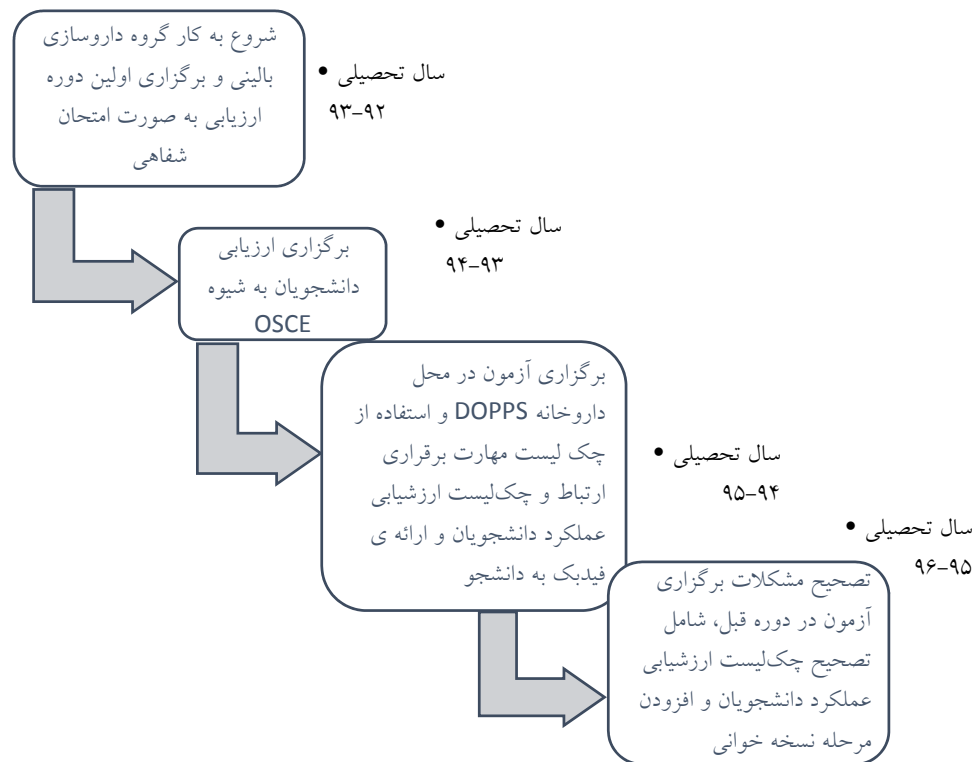 شروع به کار گروه داروسازی
بالینی و برگزاری اولین دوره
ارزیابی به صورت امتحان
شفاهی
• سال تحصیلی
۹۳-۹۲
برگزاری ارزیابی
دانشجویان به شیوه
OSCE
• سال تحصیلی
۹۴-۹۳
برگزاری آزمون در محل
داروخانه DOPPS و استفاده از
چک لیست مهارت برقراری
ارتباط و چک‌لیست ارزشیابی
عملکرد دانشجویان و ارائه ی
فیدبک به دانشجو
• سال تحصیلی
۹۵-۹۴
تصحیح مشکلات برگزاری
آزمون در دوره قبل، شامل
تصحیح چک‌لیست ارزشیابی
عملکرد دانشجویان و افزودن
مرحله نسخه خوانی
• سال تحصیلی
۹۶-۹۵